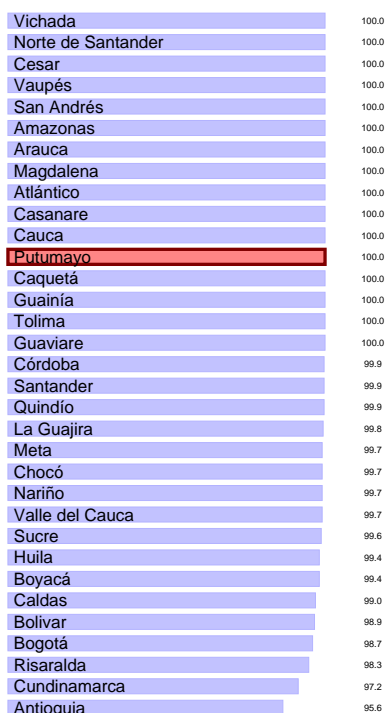 Vichada 100.0
Norte de Santander 100.0
Cesar 100.0
Vaupés 100.0
San Andrés 100.0
Amazonas 100.0
Arauca 100.0
Magdalena 100.0
Atlántico 100.0
Casanare 100.0
Cauca 100.0
Putumayo 100.0
Caquetá 100.0
Guainía 100.0
Tolima 100.0
Guaviare 100.0
Córdoba 99.9
Santander 99.9
Quindío 99.9
La Guajira 99.8
Meta 99.7
Chocó 99.7
Nariño 99.7
Valle del Cauca 99.7
Sucre 99.6
Huila 99.4
Boyacá 99.4
Caldas 99.0
Bolivar 98.9
Bogotá 98.7
Risaralda 98.3
Cundinamarca 97.2
Antioquia 95.6